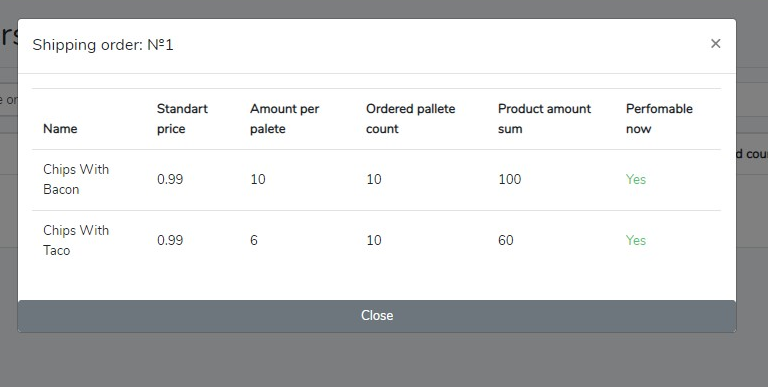 rs
Shipping order: Nº1
×
e or
Name
Standart price
Amount per palete
Ordered pallete count
Product amount sum
Perfomable now
d cou
Chips With Bacon
0.99
10
10
100
Yes
Chips With Taco
0.99
6
10
60
Yes
Close